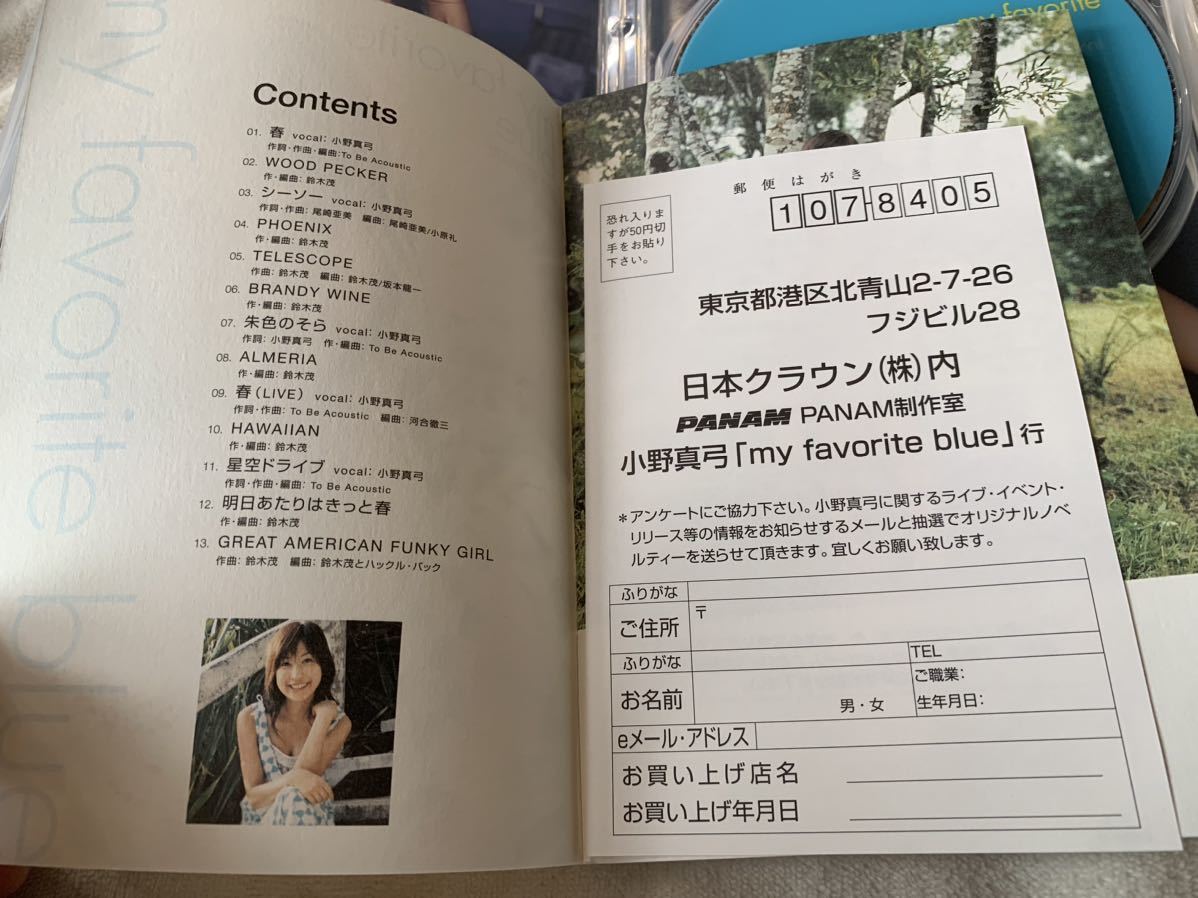 my favorite blue
Contents
01. 春 vocal: 小野真弓
作詞・作曲・編曲: To Be Acoustic
02. WOOD PECKER
作・編曲: 鈴木茂
03. シーソー vocal: 小野真弓
作詞・作曲: 尾崎亜美 編曲: 尾崎亜美/小原礼
04. PHOENIX
作・編曲: 鈴木茂
05. TELESCOPE
作曲: 鈴木茂 編曲: 鈴木茂/坂本龍一
06. BRANDY WINE
作・編曲: 鈴木茂
07. 朱色のそら vocal: 小野真弓
作詞: 小野真弓 作・編曲: To Be Acoustic
08. ALMERIA
作・編曲: 鈴木茂
09. 春(LIVE) vocal: 小野真弓
作詞・作曲: To Be Acoustic 編曲: 河合徹三
10. HAWAIIAN
作・編曲: 鈴木茂
11. 星空ドライブ vocal: 小野真弓
作・編曲: To Be Acoustic
12. 明日あたりはきっと春
作・編曲: 鈴木茂
13. GREAT AMERICAN FUNKY GIRL
作曲: 鈴木茂 編曲: 鈴木茂とハックル・バック
my favorite
郵便はがき
107-8405
恐れ入りま
すが50円切
手をお貼り
下さい。
東京都港区北青山2-7-26
フジビル28
日本クラウン(株)内
PANAM PANAM制作室
小野真弓「my favorite blue」行
*アンケートにご協力下さい。小野真弓に関するライブ・イベント・
リリース等の情報をお知らせするメールと抽選でオリジナルノベ
ルティーを送らせて頂きます。宜しくお願い致します。
ふりがな
ご住所 〒
ふりがな TEL
お名前 男・女
ご職業:
生年月日:
eメール・アドレス
お買い上げ店名
お買い上げ年月日